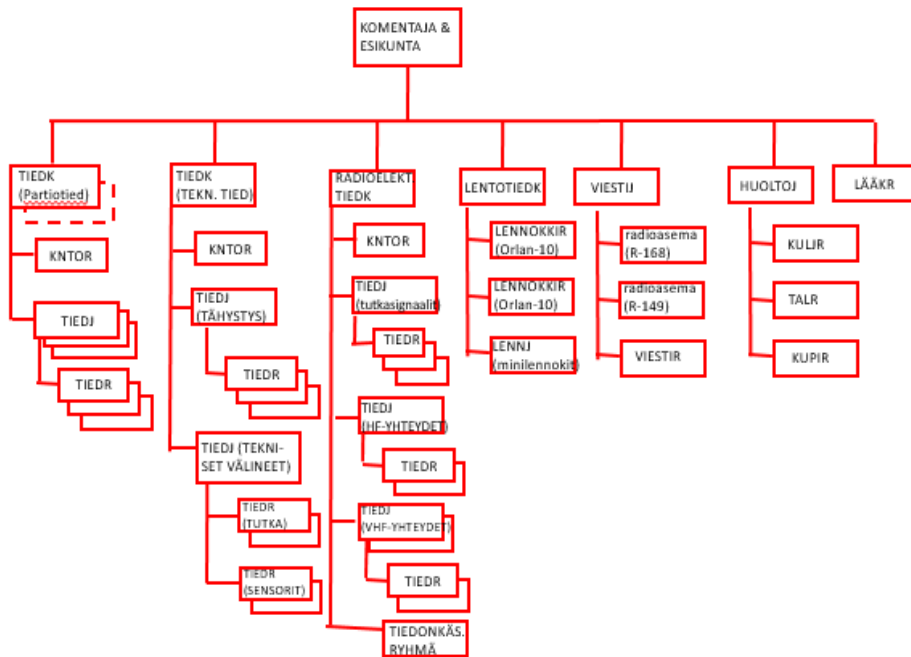 KOMENTAJA &
ESIKUNTA
TIEDK
(Partiotied)
KNTOR
TIEDJ
TIEDR
TIEDK
(TEKN. TIED)
KNTOR
TIEDJ
(TÄHYSTYS)
TIEDR
TIEDJ (TEKNI-
SET VÄLINEET)
TIEDR
(TUTKA)
TIEDR
(SENSORIT)
RADIOELEKT.
TIEDK
KNTOR
TIEDJ
(tutkasignaalit)
TIEDR
TIEDJ
(HF-YHTEYDET)
TIEDR
TIEDJ
(VHF-YHTEYDET)
TIEDR
TIEDONKÄS.
RYHMÄ
LENTOTIEDK
LENNOKKIR
(Orlan-10)
LENNOKKIR
(Orlan-10)
LENNJ
(minilennokit)
VIESTIJ
radioasema
(R-168)
radioasema
(R-149)
VIESTIR
HUOLTOJ
KULJR
TALR
KUPIR
LÄÄKR